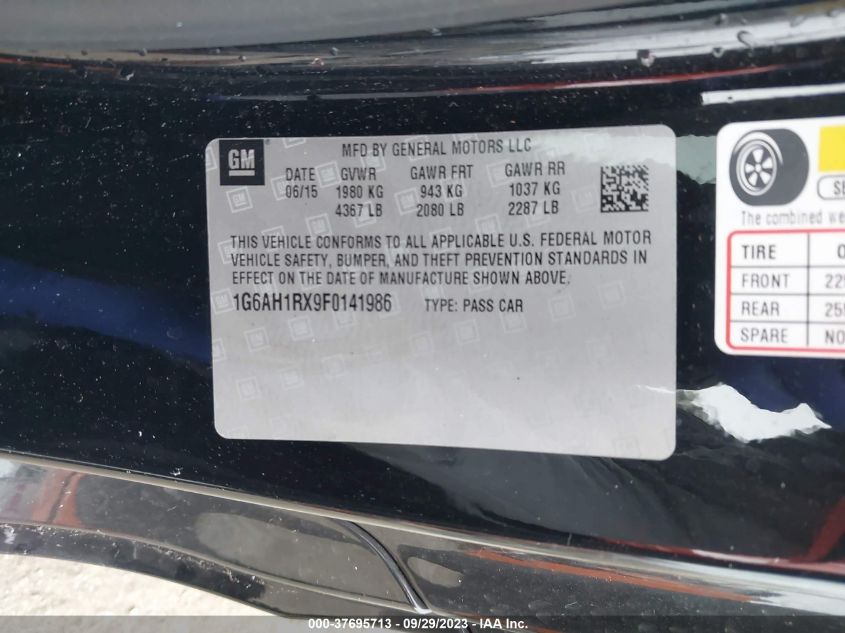 GM
MFD BY GENERAL MOTORS LLC
DATE GVWR GAWR FRT GAWR RR
06/15 1980 KG 943 KG 1037 KG
4367 LB 2080 LB 2287 LB
THIS VEHICLE CONFORMS TO ALL APPLICABLE U.S. FEDERAL MOTOR
VEHICLE SAFETY, BUMPER, AND THEFT PREVENTION STANDARDS IN
EFFECT ON THE DATE OF MANUFACTURE SHOWN ABOVE.
1G6AH1RX9F0141986 TYPE: PASS CAR
The combined
TIRE
FRONT
REAR
SPARE
000-37695713 - 09/29/2023 - IAAI.com